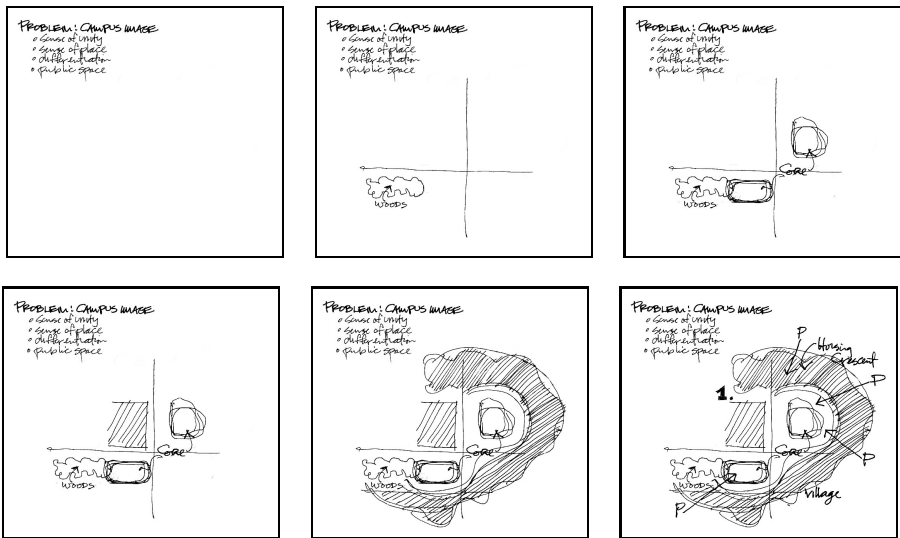 PROBLEM: CAMPUS IMAGE
° sense of unity
° sense of place
° differentiation
° public space
PROBLEM: CAMPUS IMAGE
° sense of unity
° sense of place
° differentiation
° public space
WOODS
PROBLEM: CAMPUS IMAGE
° sense of unity
° sense of place
° differentiation
° public space
Core
WOODS
PROBLEM: CAMPUS IMAGE
° sense of unity
° sense of place
° differentiation
° public space
Core
WOODS
PROBLEM: CAMPUS IMAGE
° sense of unity
° sense of place
° differentiation
° public space
Core
WOODS
PROBLEM: CAMPUS IMAGE
° sense of unity
° sense of place
° differentiation
° public space
P
Housing
Crescent
P
1.
Core
P
WOODS
Village
P